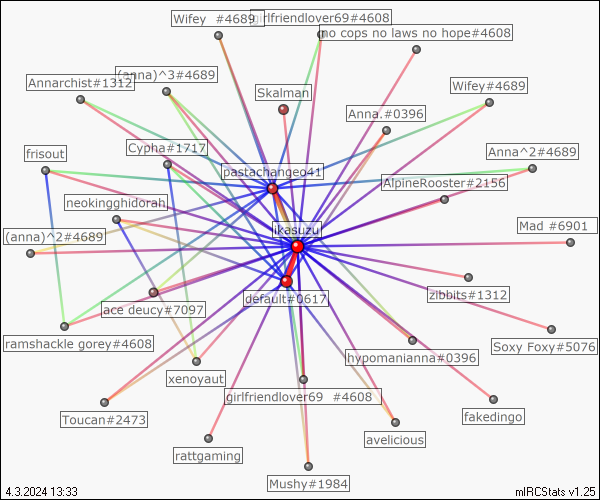 Wifey #4689
girlfriendlover69#4608
no cops no laws no hope#4608
Annarchist#1312
(anna)^3#4689
Skalman
Wifey#4689
Anna.#0396
frisout
Cypha#1717
Anna^2#4689
pastachangeo41
AlpineRooster#2156
neokingghidorah
ikasuzu
Mad #6901
(anna)^2#4689
default#0617
zibbits#1312
ace deucy#7097
ramshackle gorey#4608
Soxy Foxy#5076
hypomanianna#0396
xenoyaut
girlfriendlover69 #4608
fakedingo
Toucan#2473
avelicious
rattgaming
Mushy#1984
4.3.2024 13:33
mIRCStats v1.25